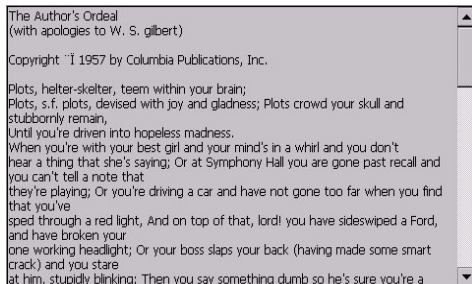 The Author's Ordeal
(with apologies to W. S. gilbert)
Copyright ¨Ï 1957 by Columbia Publications, Inc.
Plots, helter-skelter, teem within your brain;
Plots, s.f. plots, devised with joy and gladness; Plots crowd your skull and
stubbornly remain,
Until you're driven into hopeless madness.
When you're with your best girl and your mind's in a whirl and you don't
hear a thing that she's saying; Or at Symphony Hall you are gone past recall and
you can't tell a note that
they're playing; Or you're driving a car and have not gone too far when you find
that you've
sped through a red light, And on top of that, lord! you have sideswiped a Ford,
and have broken your
one working headlight; Or your boss slaps your back (having made some smart
crack) and you stare
at him, stupidly blinking; Then you say something dumb so he's sure you're a